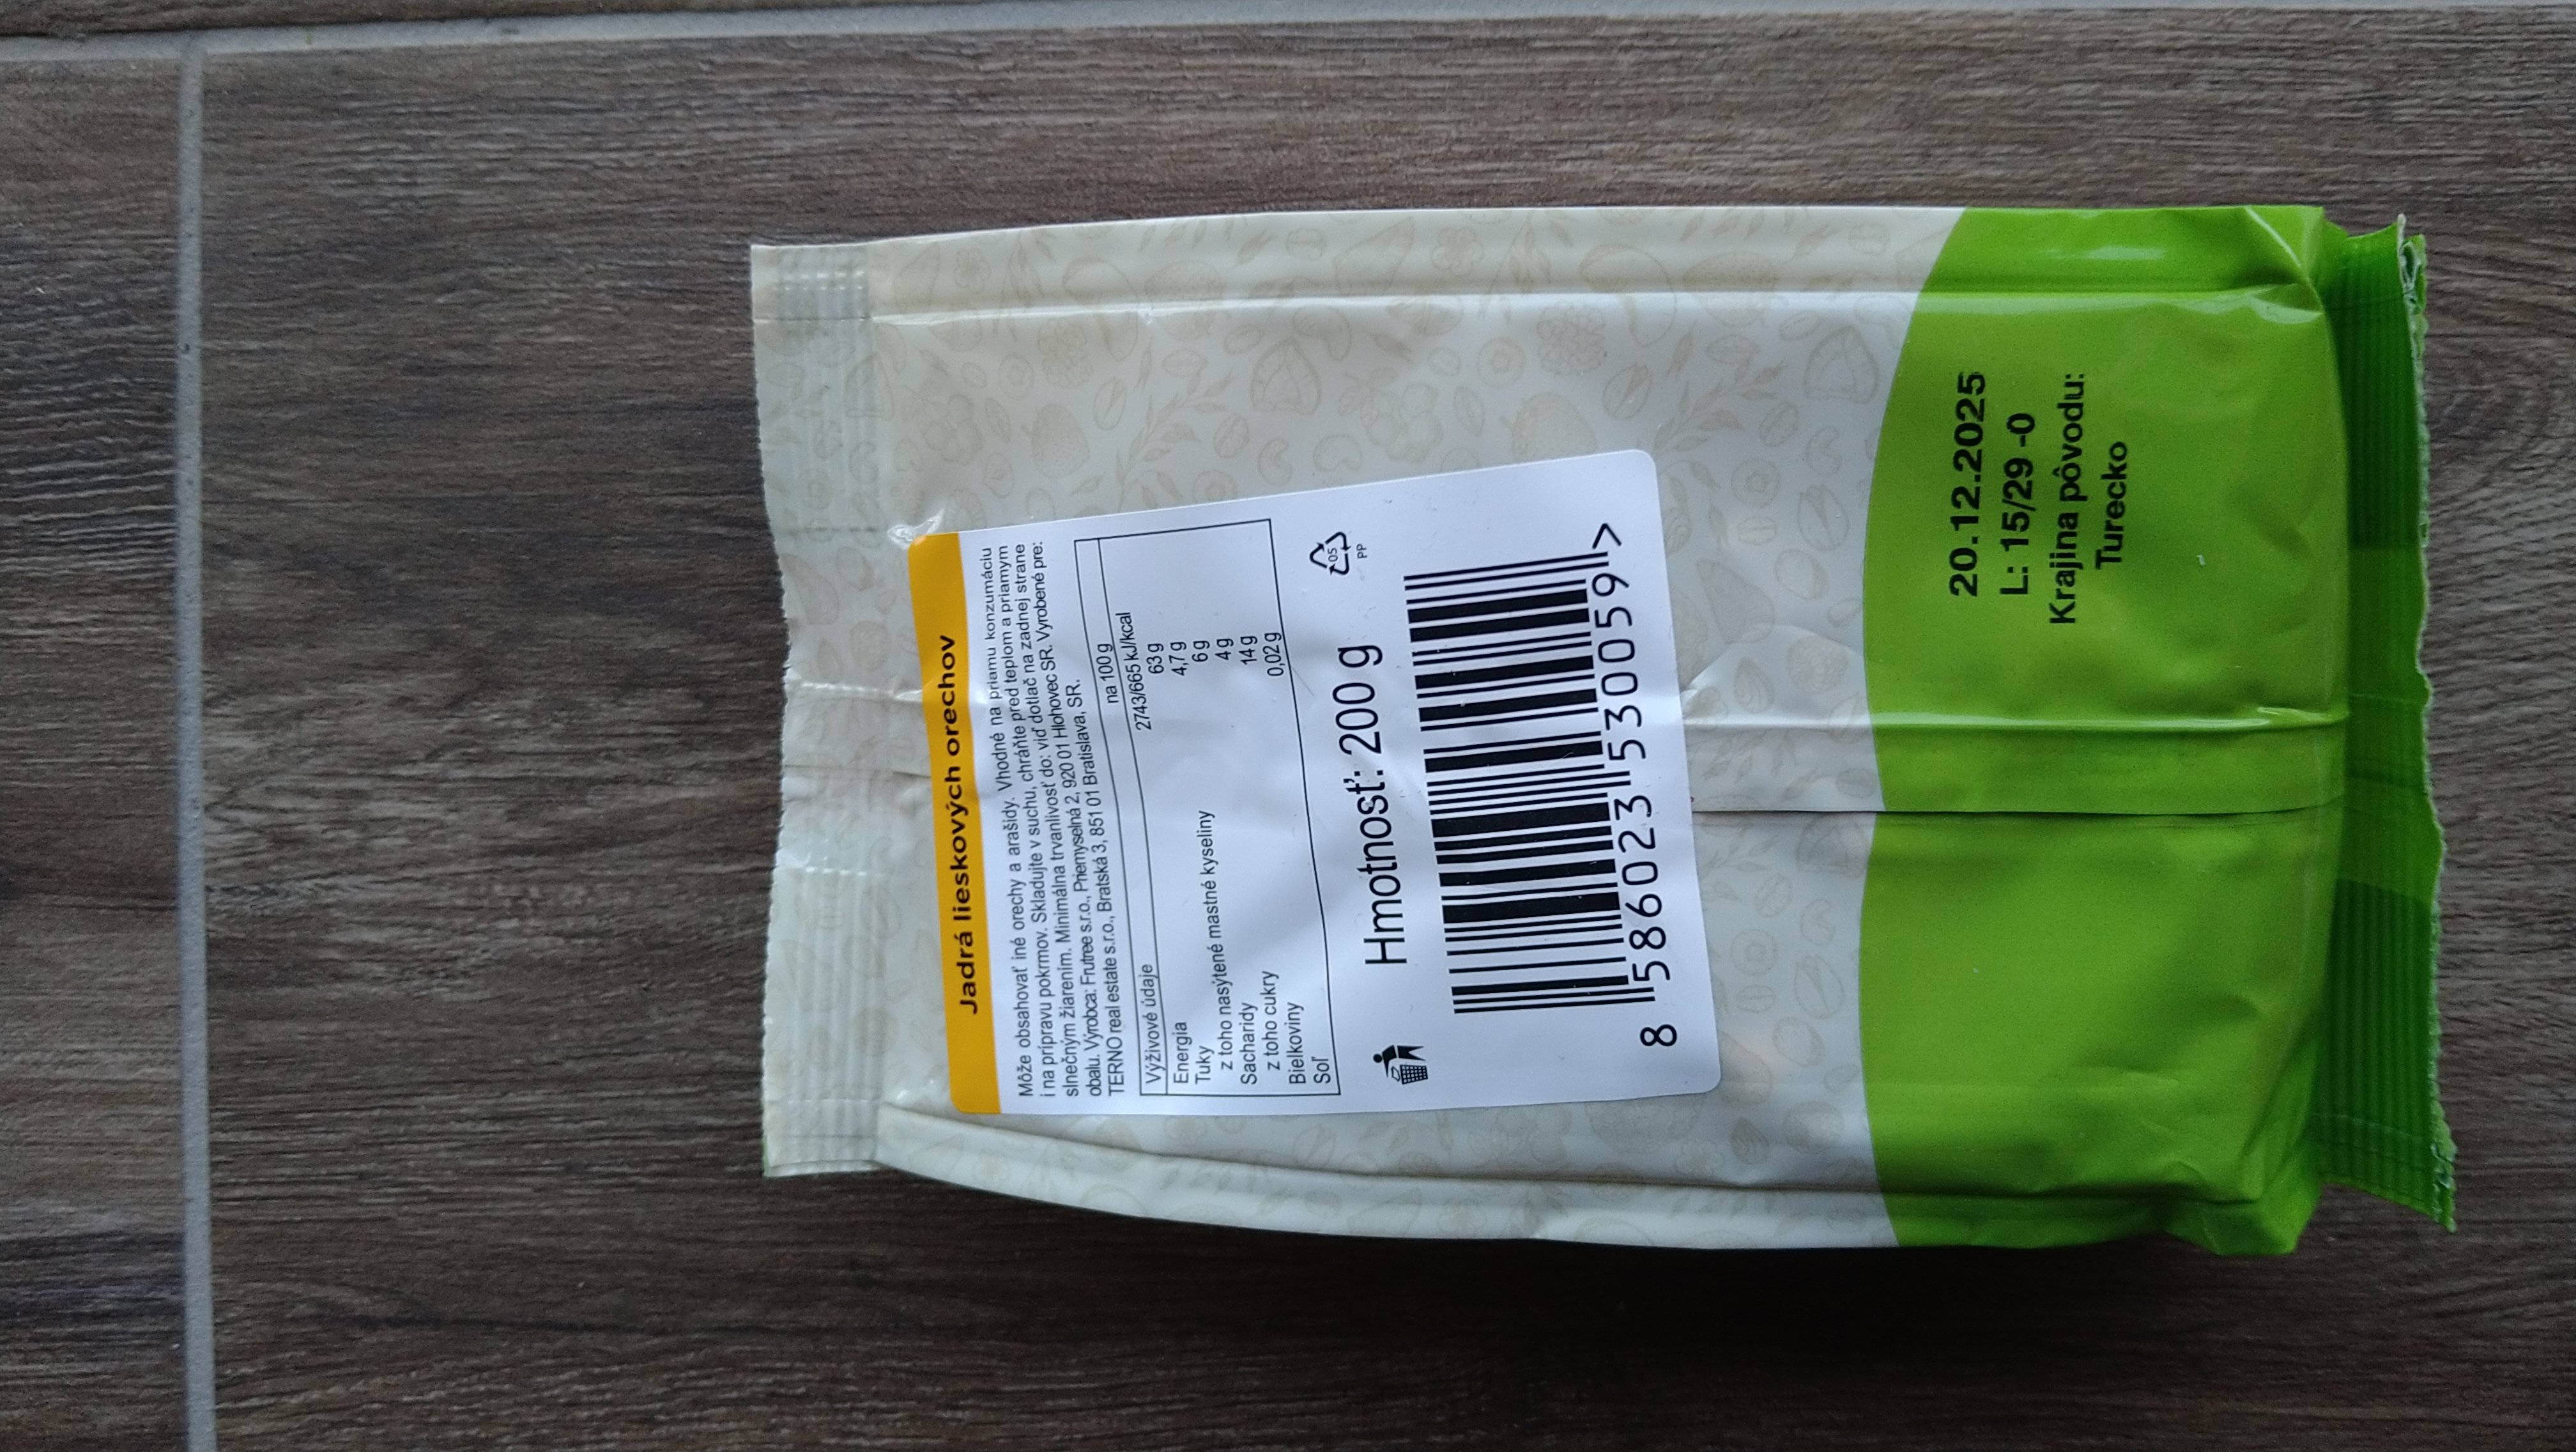 Jadrá lieskových orechov
Môže obsahovať iné orechy a arašidy. Vhodné na priamu konzumáciu
i na prípravu pokrmov. Skladujte v suchu, chráňte pred teplom a priamym
slnečným žiarením. Minimálna trvanlivosť do: viď dotlač na zadnej strane
obalu. Výrobca: Frutree s.r.o., Priemyselná 2, 920 01 Hlohovec SR. Vyrobené pre:
TERNO real estate s.r.o., Bratská 3, 851 01 Bratislava, SR.
Výživové údaje na 100 g
Energia 2743/665 kJ/kcal
Tuky 63 g
z toho nasýtené mastné kyseliny 4,7 g
Sacharidy 6 g
z toho cukry 4 g
Bielkoviny 14 g
Soľ 0,02 g
Hmotnosť: 200 g
05
PP
8 586023 530059 >
20.12.2025
L: 15/29 -0
Krajina pôvodu:
Turecko